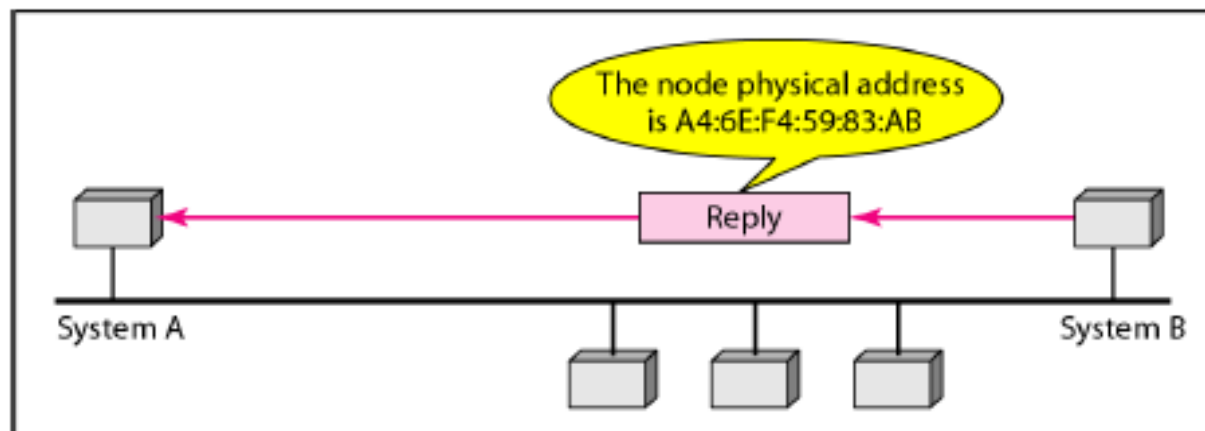 The node physical address
is A4:6E:F4:59:83:AB
Reply
System A
System B